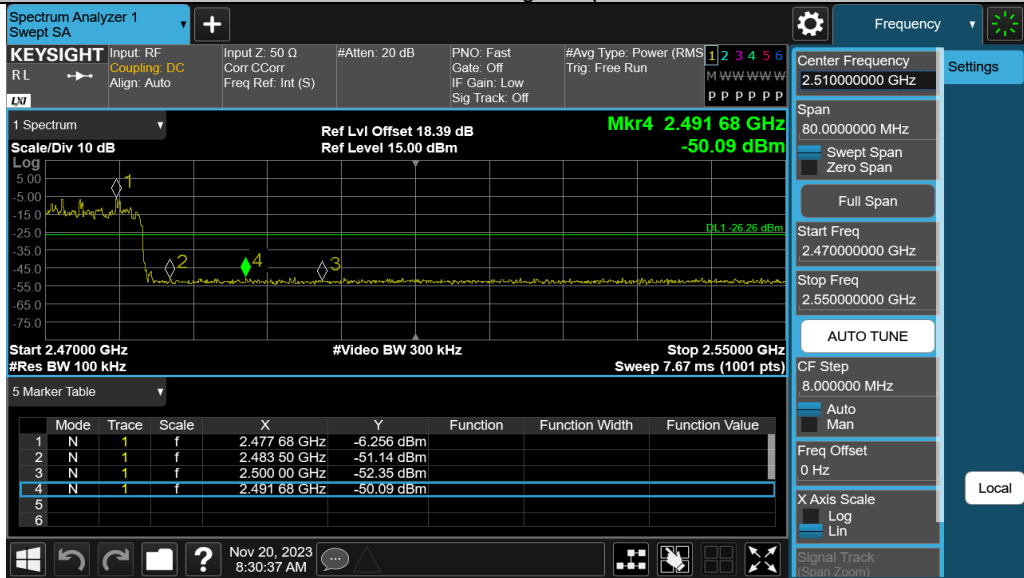 Spectrum Analyzer 1
Swept SA
+
Frequency
KEYSIGHT
RL
LXI
Input: RF
Coupling: DC
Align: Auto
Input Z: 50 Ω
Corr CCorr
Freq Ref: Int (S)
#Atten: 20 dB
PNO: Fast
Gate: Off
IF Gain: Low
Sig Track: Off
#Avg Type: Power (RMS
Trig: Free Run
1 2 3 4 5 6
M W W W W W
P P P P P P
1 Spectrum
Scale/Div 10 dB
Ref Lvl Offset 18.39 dB
Ref Level 15.00 dBm
Mkr4 2.491 68 GHz
-50.09 dBm
Log
5.00
-5.00
-15.0
-25.0
-35.0
-45.0
-55.0
-65.0
-75.0
1
2
4
3
DL1 -26.26 dBm
Start 2.47000 GHz
#Video BW 300 kHz
Stop 2.55000 GHz
#Res BW 100 kHz
Sweep 7.67 ms (1001 pts)
5 Marker Table
Mode Trace Scale X Y Function Function Width Function Value
1 N 1 f 2.477 68 GHz -6.256 dBm
2 N 1 f 2.483 50 GHz -51.14 dBm
3 N 1 f 2.500 00 GHz -52.35 dBm
4 N 1 f 2.491 68 GHz -50.09 dBm
5
6
Nov 20, 2023
8:30:37 AM
?
Center Frequency
2.510000000 GHz
Span
80.0000000 MHz
Swept Span
Zero Span
Full Span
Start Freq
2.470000000 GHz
Stop Freq
2.550000000 GHz
AUTO TUNE
CF Step
8.000000 MHz
Auto
Man
Freq Offset
0 Hz
X Axis Scale
Log
Lin
Signal Track
(Span Zoom)
Settings
Local